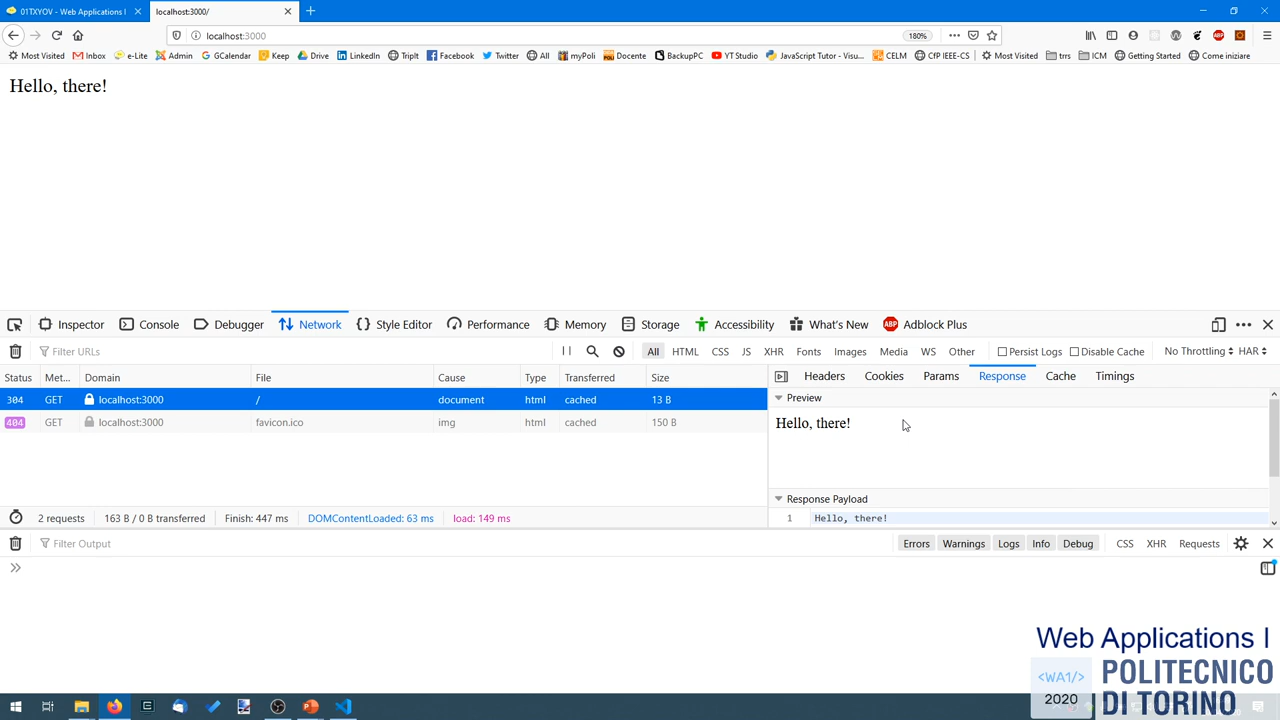 01TXYOV - Web Applications I
localhost:3000/
localhost:3000
180%
Most Visited Inbox e-Lite Admin GCalendar Keep Drive LinkedIn TripIt Facebook Twitter All myPoli Docente BackupPC YT Studio JavaScript Tutor - Visu... CELM CfP IEEE-CS Most Visited trrs ICM Getting Started Come iniziare
Hello, there!
Inspector Console Debugger Network Style Editor Performance Memory Storage Accessibility What's New Adblock Plus
Filter URLs All HTML CSS JS XHR Fonts Images Media WS Other Persist Logs Disable Cache No Throttling HAR
Status Met... Domain File Cause Type Transferred Size
304 GET localhost:3000 / document html cached 13 B
404 GET localhost:3000 favicon.ico img html cached 150 B
Headers Cookies Params Response Cache Timings
Preview
Hello, there!
Response Payload
1 Hello, there!
2 requests 163 B / 0 B transferred Finish: 447 ms DOMContentLoaded: 63 ms load: 149 ms
Filter Output Errors Warnings Logs Info Debug CSS XHR Requests
Web Applications I
<WA1/>
2020
POLITECNICO
DI TORINO